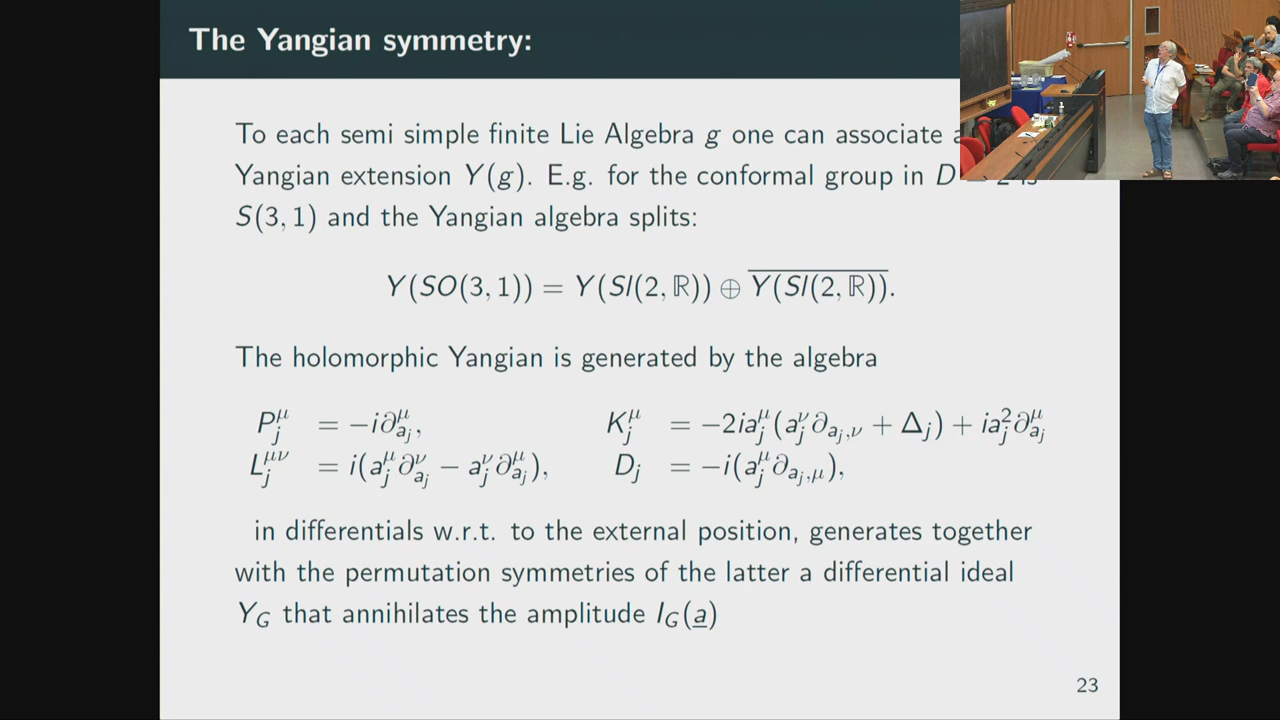 The Yangian symmetry:
To each semi simple finite Lie Algebra g one can associate
Yangian extension Y(g). E.g. for the conformal group in D
S(3, 1) and the Yangian algebra splits:
Y(SO(3, 1)) = Y(Sl(2, ℝ)) ⊕ \overline{Y(Sl(2, ℝ))}.
The holomorphic Yangian is generated by the algebra
P_j^μ = −i∂_{a_j}^μ, K_j^μ = −2ia_j^μ(a_j^ν ∂_{a_j,ν} + Δ_j) + ia_j^2 ∂_{a_j}^μ
L_j^{μν} = i(a_j^μ ∂_{a_j}^ν − a_j^ν ∂_{a_j}^μ), D_j = −i(a_j^μ ∂_{a_j,μ}),
in differentials w.r.t. to the external position, generates together
with the permutation symmetries of the latter a differential ideal
Y_G that annihilates the amplitude I_G(\underline{a})
23